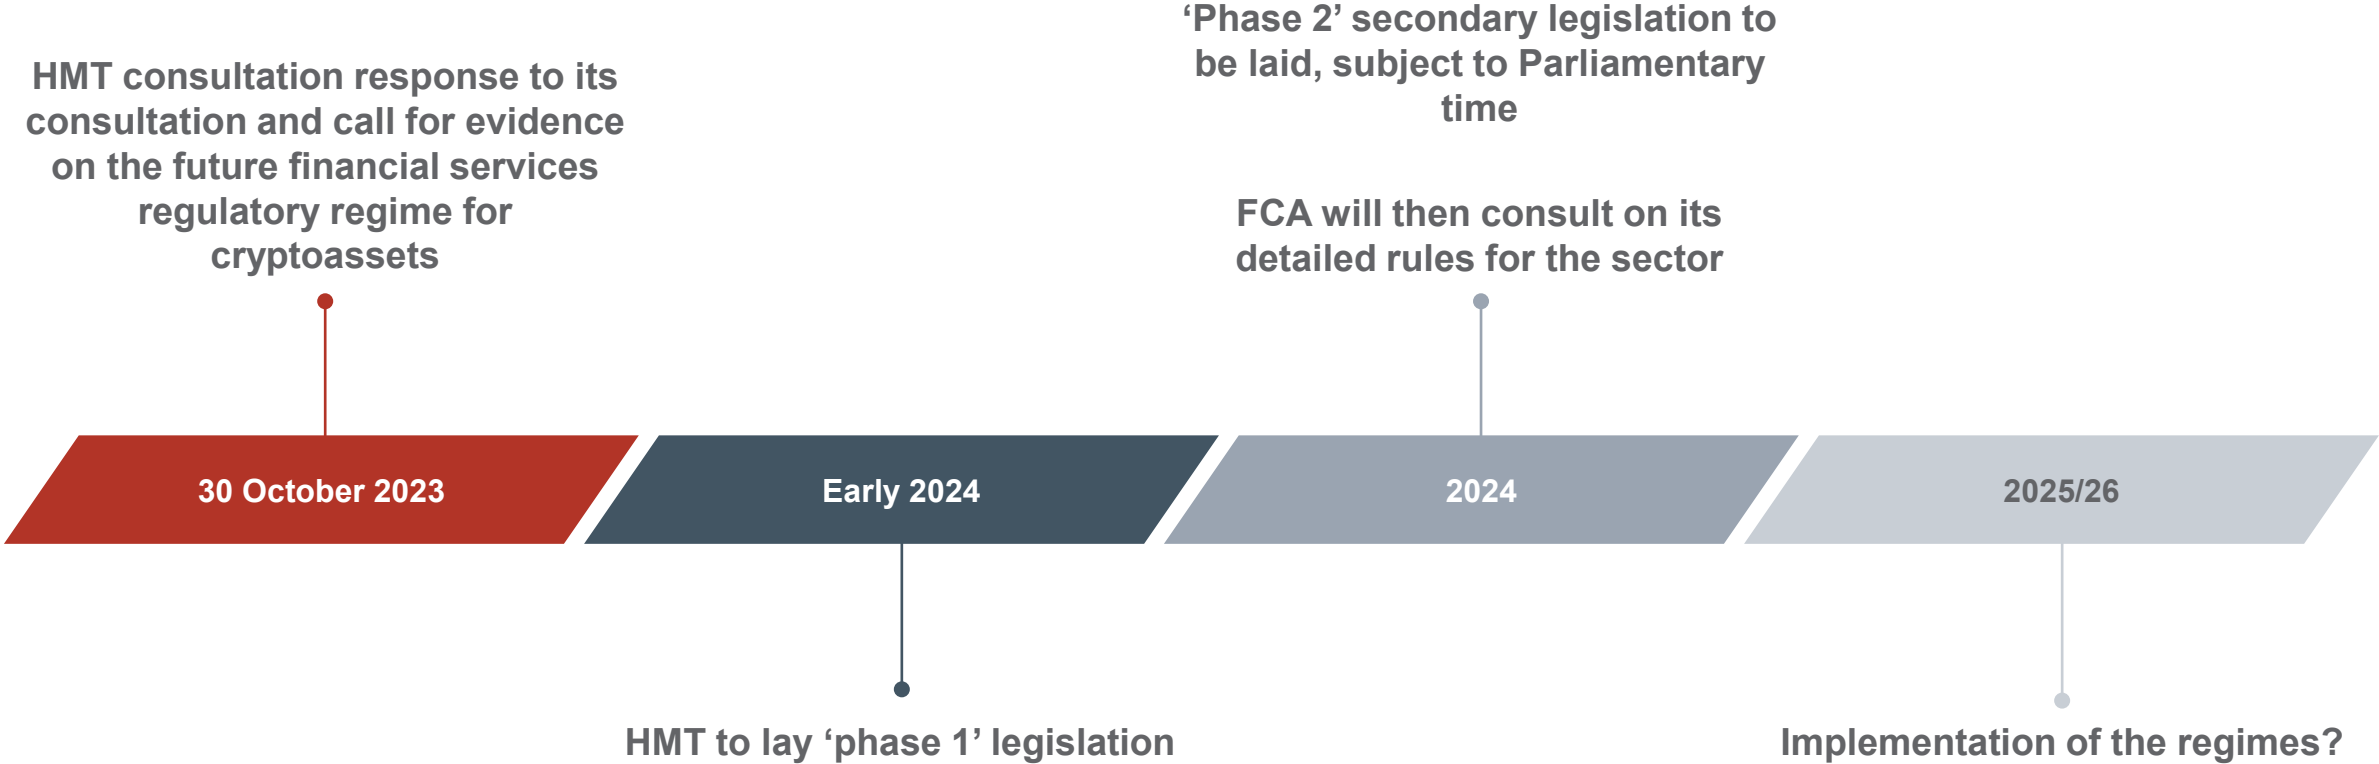 HMT consultation response to its
consultation and call for evidence
on the future financial services
regulatory regime for
cryptoassets
‘Phase 2’ secondary legislation to
be laid, subject to Parliamentary
time
FCA will then consult on its
detailed rules for the sector
30 October 2023
Early 2024
2024
2025/26
HMT to lay ‘phase 1’ legislation
Implementation of the regimes?